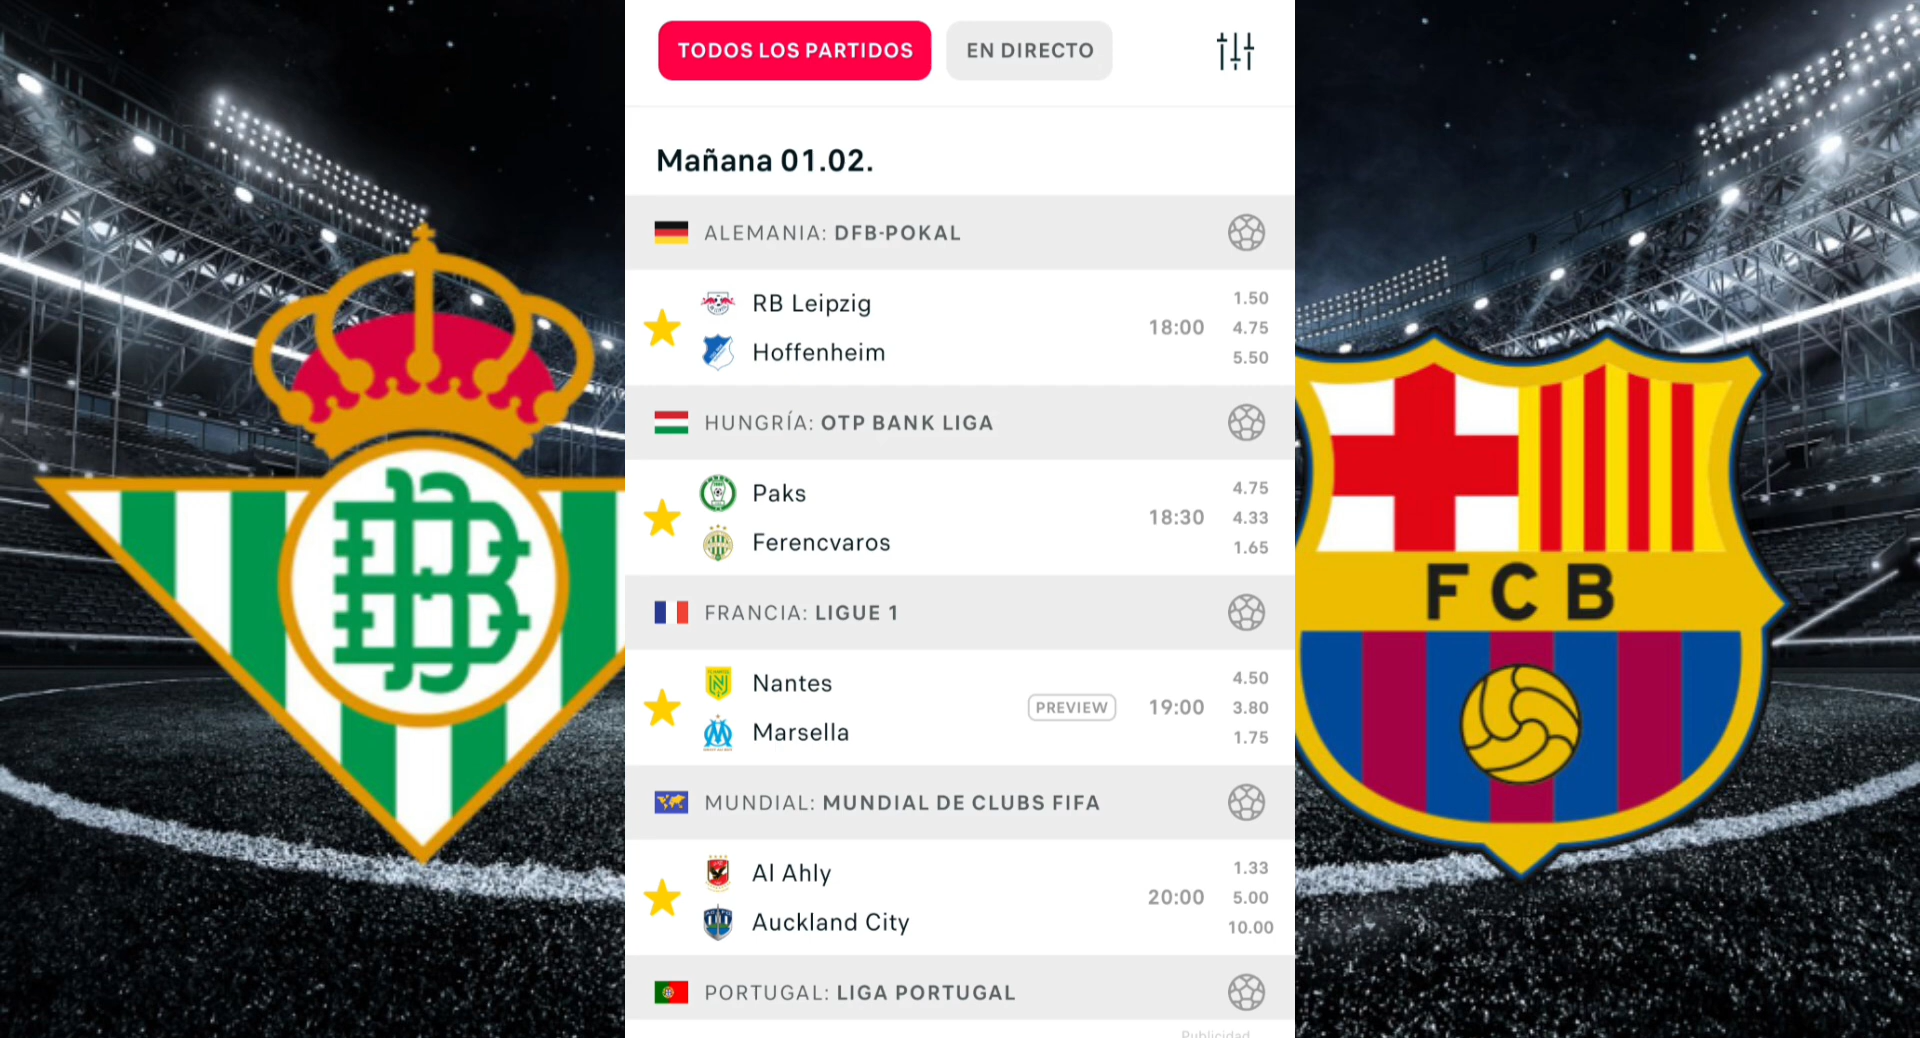 TODOS LOS PARTIDOS
EN DIRECTO
Mañana 01.02.
ALEMANIA: DFB-POKAL
RB Leipzig
Hoffenheim
18:00
1.50
4.75
5.50
HUNGRÍA: OTP BANK LIGA
Paks
Ferencvaros
18:30
4.75
4.33
1.65
FRANCIA: LIGUE 1
Nantes
Marsella
PREVIEW
19:00
4.50
3.80
1.75
MUNDIAL: MUNDIAL DE CLUBS FIFA
Al Ahly
Auckland City
20:00
1.33
5.00
10.00
PORTUGAL: LIGA PORTUGAL
Publicidad
B
FCB